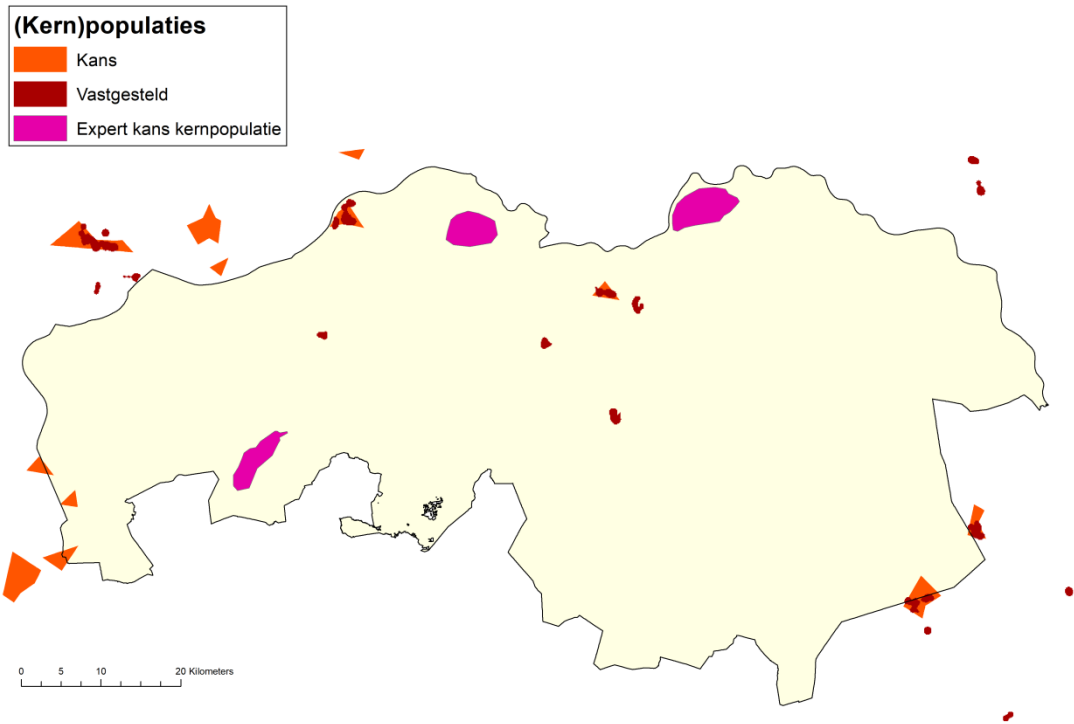 (Kern)populaties
Kans
Vastgesteld
Expert kans kernpopulatie
0 5 10 20 Kilometers